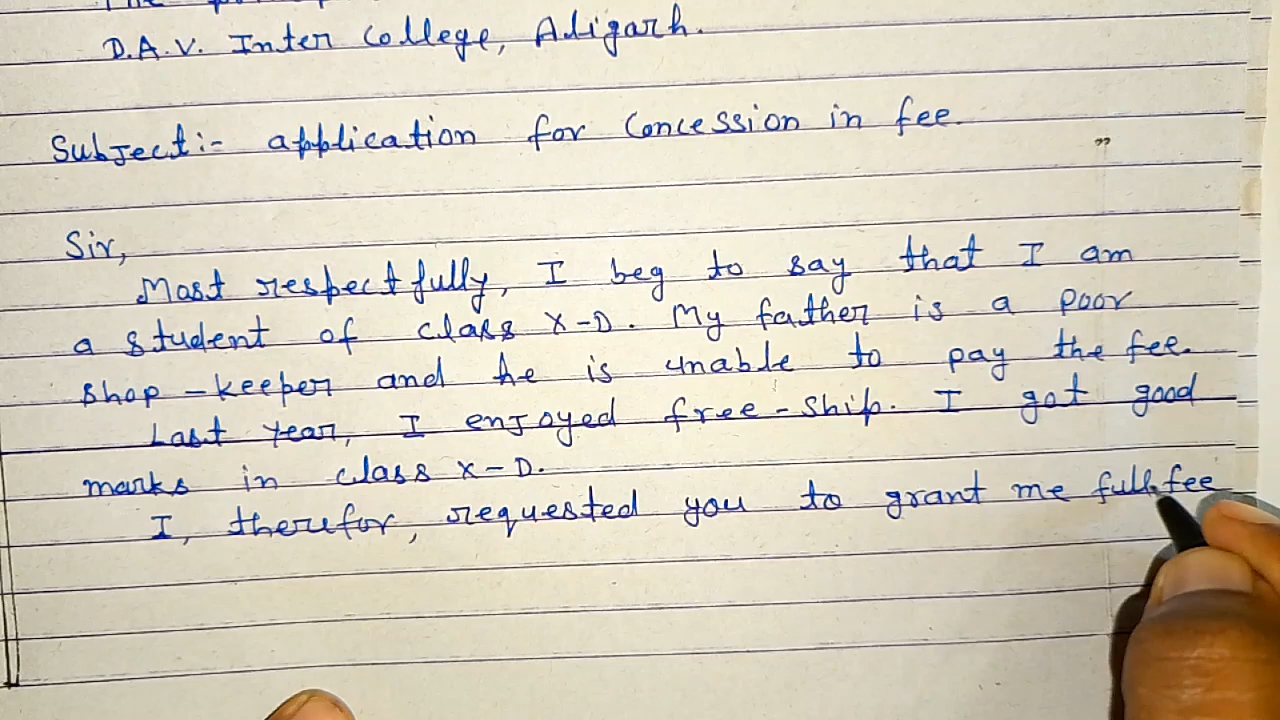 D.A.V. Inter College, Aligarh.
Subject:- application for Concession in fee.
”
Sir,
Most respectfully, I beg to say that I am
a student of class X-D. My father is a poor
shop-keeper and he is unable to pay the fee.
Last year, I enjoyed free-ship. I got good
marks in class X-D.
I, therefor, requested you to grant me full fee